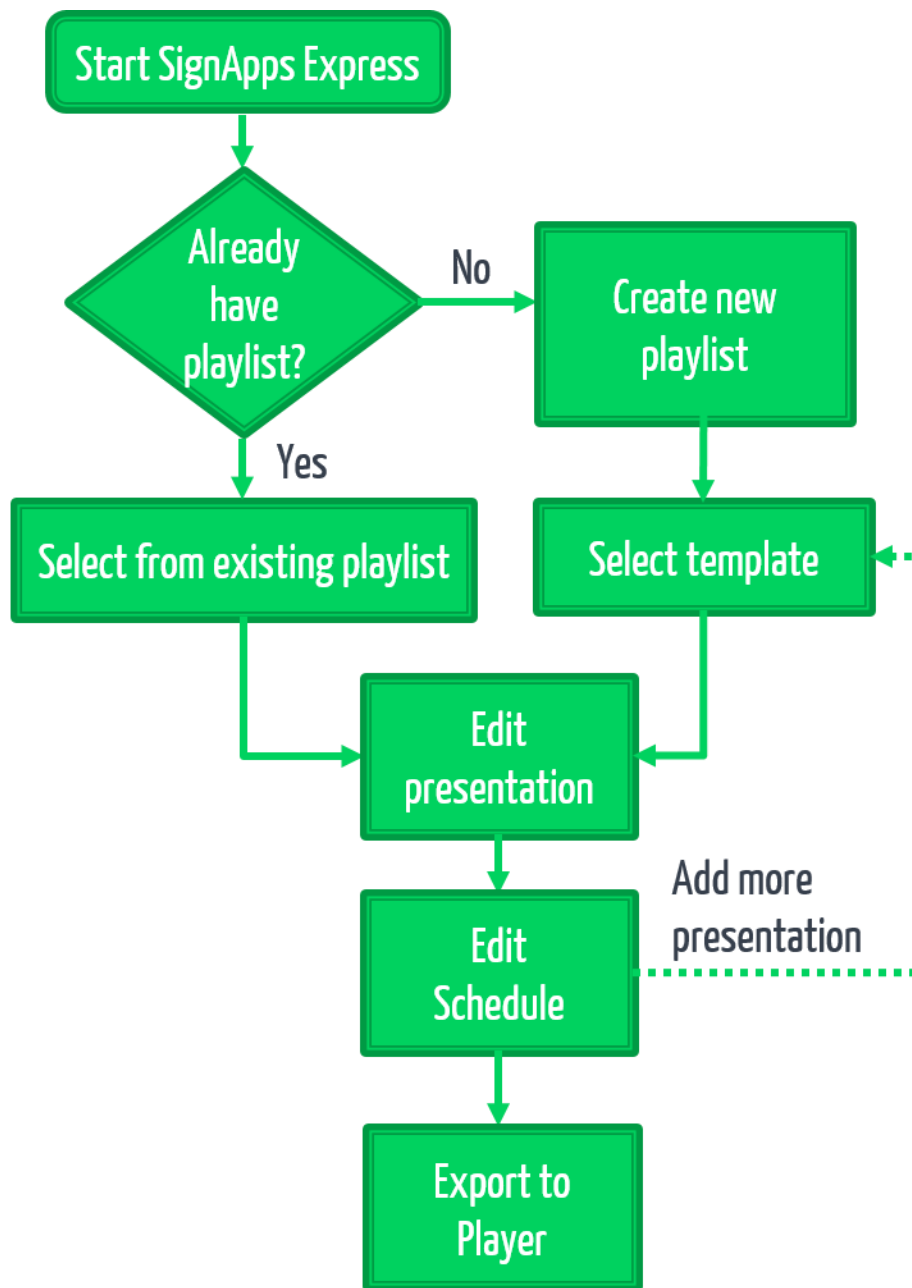 Start SignApps Express
Already
have
playlist?
No
Create new
playlist
Yes
Select from existing playlist
Select template
Edit
presentation
Add more
presentation
Edit
Schedule
Export to
Player